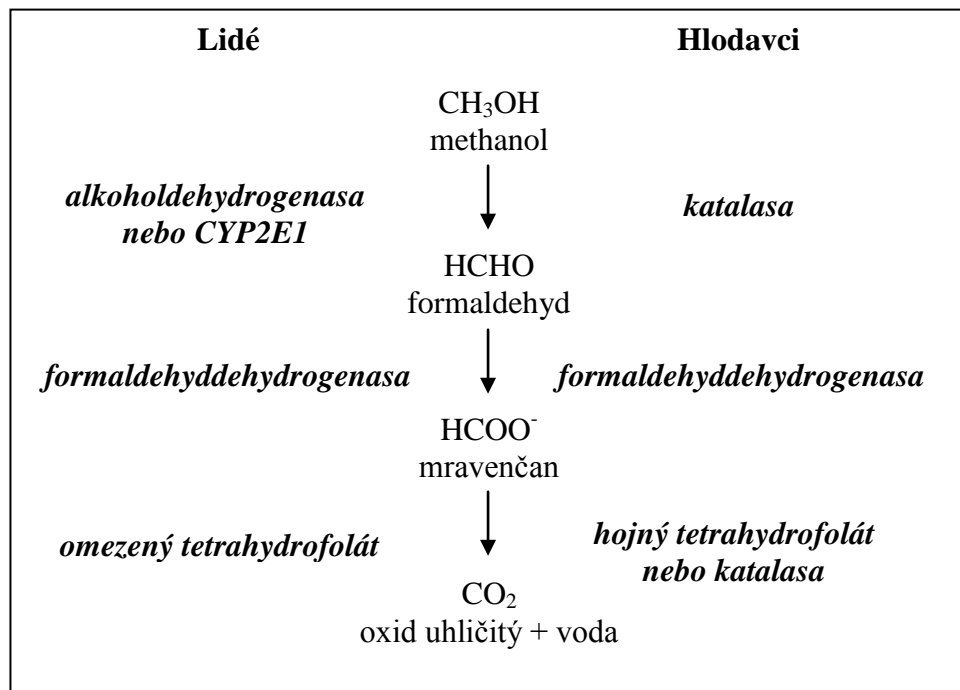 Lidé Hlodavci
CH₃OH
methanol
alkoholdehydrogenasa
nebo CYP2E1
katalasa
HCHO
formaldehyd
formaldehyddehydrogenasa formaldehyddehydrogenasa
HCOO⁻
mravenčan
omezený tetrahydrofolát
hojný tetrahydrofolát
nebo katalasa
CO₂
oxid uhličitý + voda